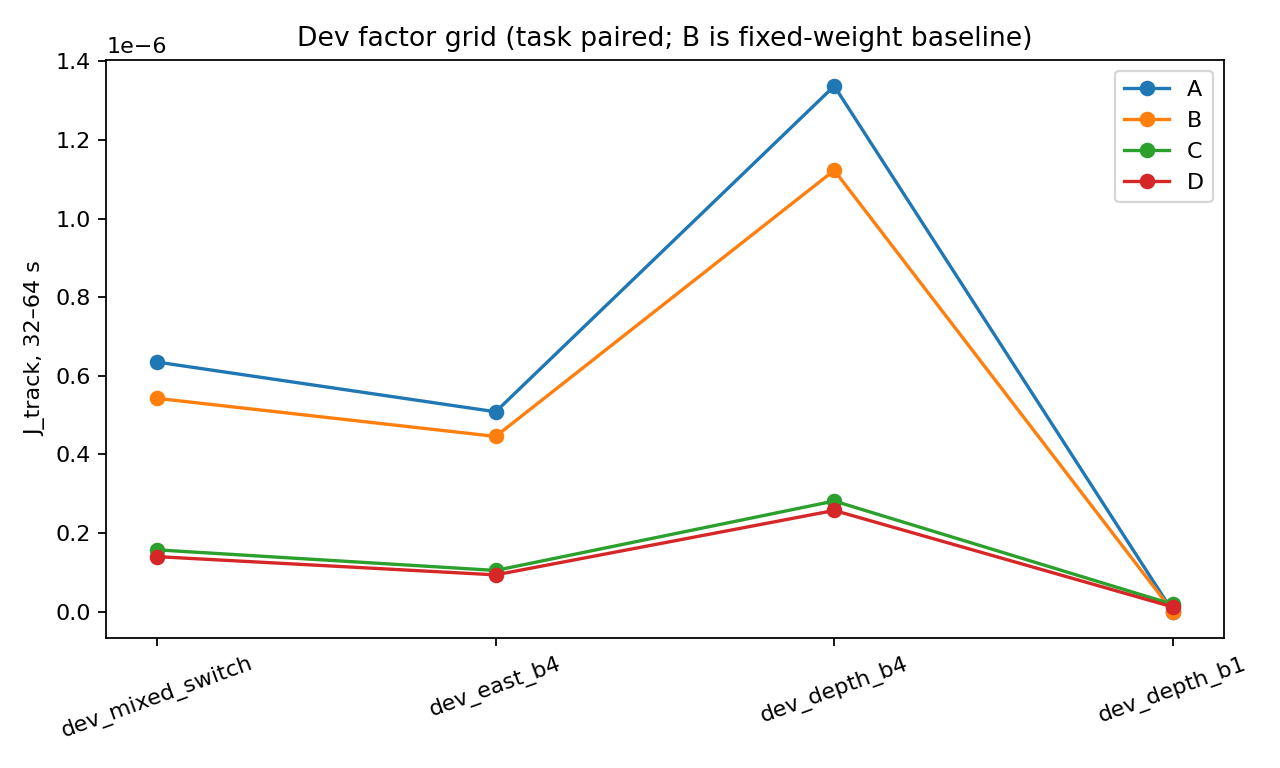 Dev factor grid (task paired; B is fixed-weight baseline)
1e−6
1.4
1.2
1.0
0.8
0.6
0.4
0.2
0.0
J_track, 32–64 s
A
B
C
D
dev_mixed_switch
dev_east_b4
dev_depth_b4
dev_depth_b1